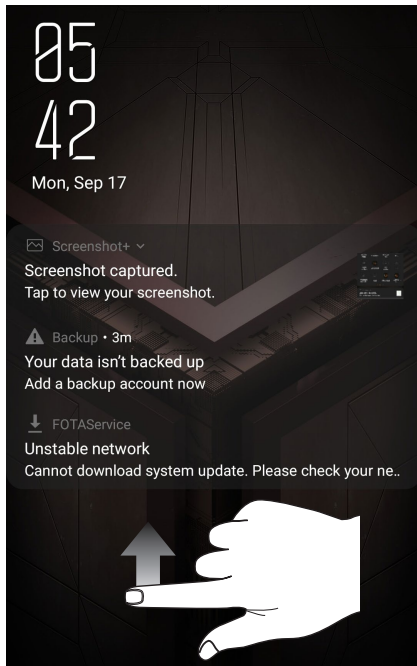 05
42
Mon, Sep 17
Screenshot+
Screenshot captured.
Tap to view your screenshot.
Backup • 3m
Your data isn't backed up
Add a backup account now
FOTAService
Unstable network
Cannot download system update. Please check your ne..